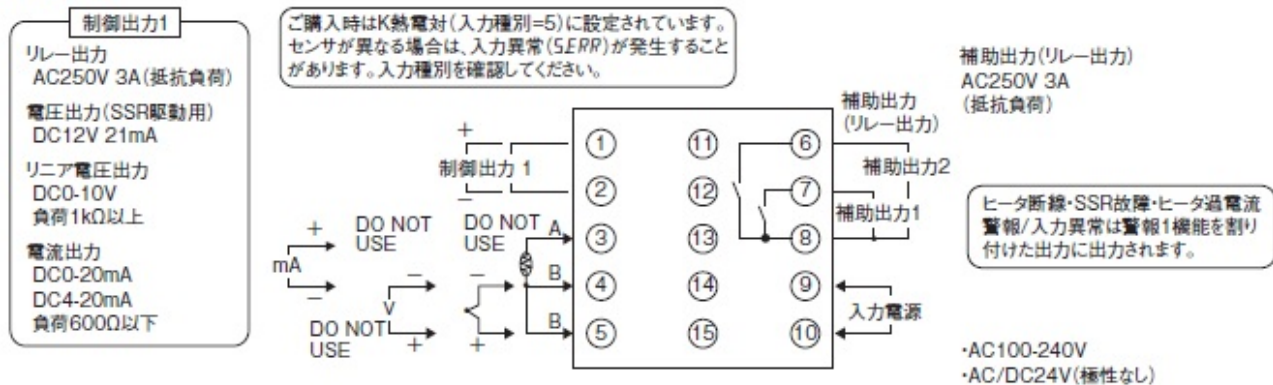 制御出力1
リレー出力
AC250V 3A(抵抗負荷)
電圧出力(SSR駆動用)
DC12V 21mA
リニア電圧出力
DC0-10V
負荷1kΩ以上
電流出力
DC0-20mA
DC4-20mA
負荷600Ω以下
ご購入時はK熱電対(入力種別=5)に設定されています。
センサが異なる場合は、入力異常(S.ERR)が発生すること
があります。入力種別を確認してください。
+
制御出力 1
−
mA
+
−
DO NOT
USE
V
−
+
DO NOT
USE
DO NOT
USE
−
+
A
B
B
①
②
③
④
⑤
⑪
⑫
⑬
⑭
⑮
⑥
⑦
⑧
⑨
⑩
補助出力
(リレー出力)
補助出力2
補助出力1
入力電源
補助出力(リレー出力)
AC250V 3A
(抵抗負荷)
ヒータ断線・SSR故障・ヒータ過電流
警報/入力異常は警報1機能を割り
付けた出力に出力されます。
・AC100-240V
・AC/DC24V(極性なし)